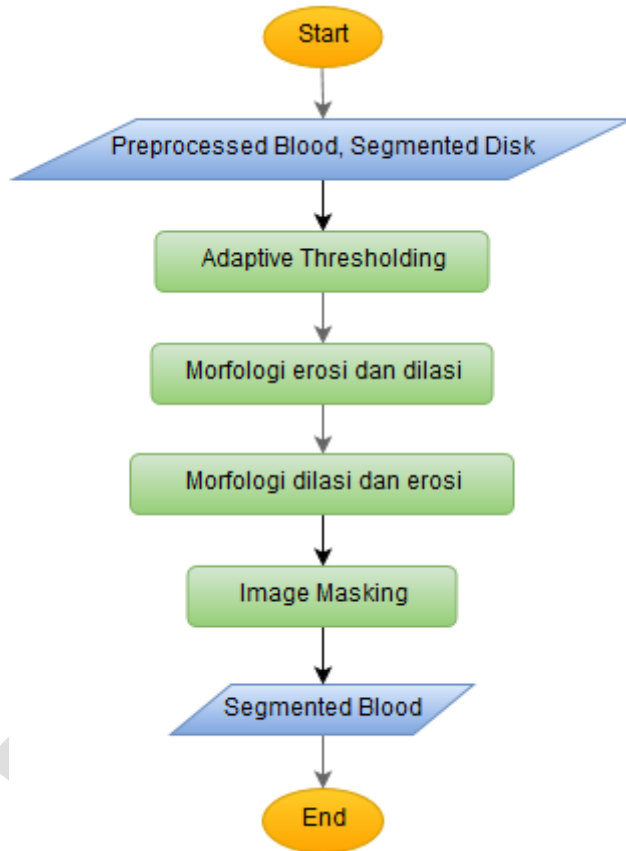 Start
Preprocessed Blood, Segmented Disk
Adaptive Thresholding
Morfologi erosi dan dilasi
Morfologi dilasi dan erosi
Image Masking
Segmented Blood
End